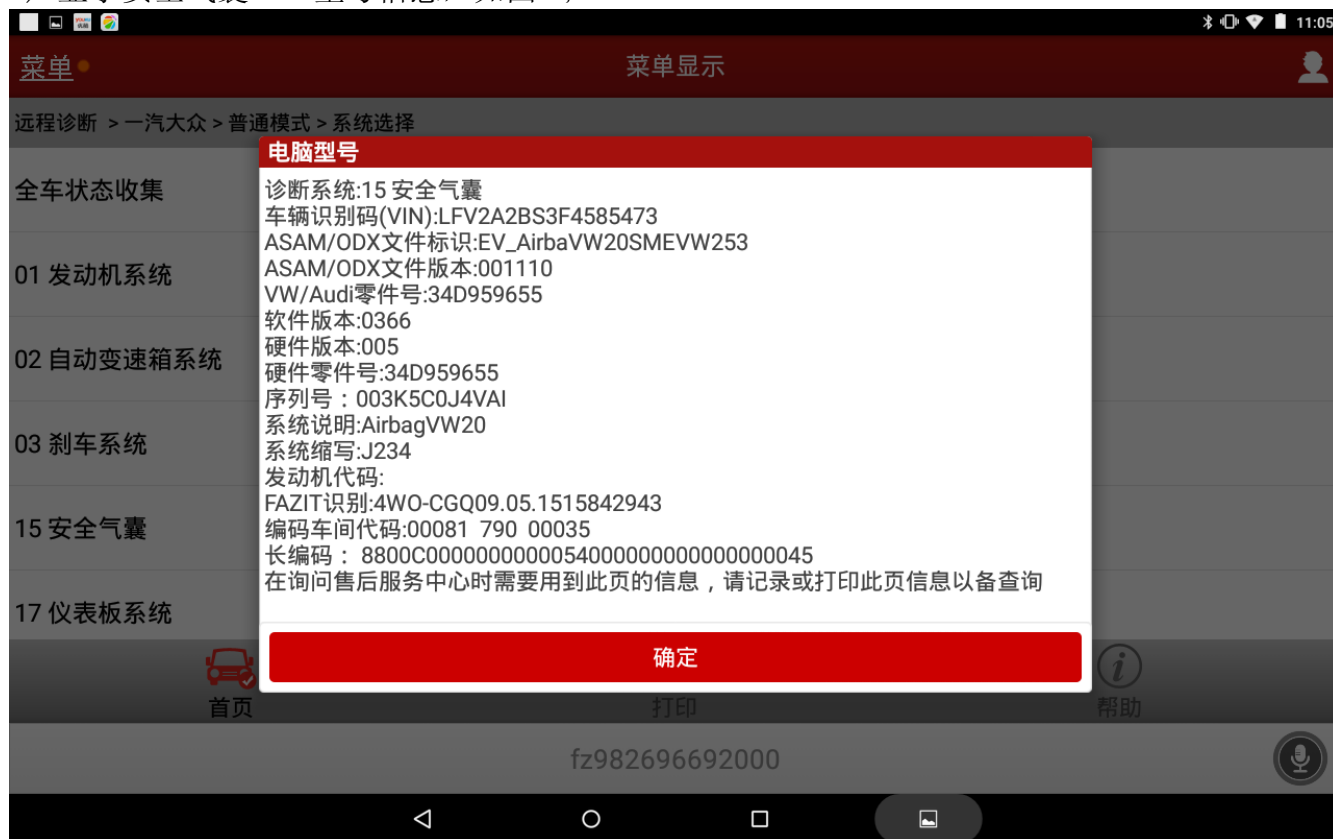 11:05
菜单
菜单显示
远程诊断 > 一汽大众 > 普通模式 > 系统选择
电脑型号
全车状态收集
01 发动机系统
02 自动变速箱系统
03 刹车系统
15 安全气囊
17 仪表板系统
诊断系统:15 安全气囊
车辆识别码(VIN):LFV2A2BS3F4585473
ASAM/ODX文件标识:EV_AirbaVW20SMEVW253
ASAM/ODX文件版本:001110
VW/Audi零件号:34D959655
软件版本:0366
硬件版本:005
硬件零件号:34D959655
序列号：003K5C0J4VAI
系统说明:AirbagVW20
系统缩写:J234
发动机代码:
FAZIT识别:4WO-CGQ09.05.1515842943
编码车间代码:00081 790 00035
长编码： 8800C0000000000054000000000000000045
在询问售后服务中心时需要用到此页的信息，请记录或打印此页信息以备查询
确定
首页
打印
帮助
fz982696692000